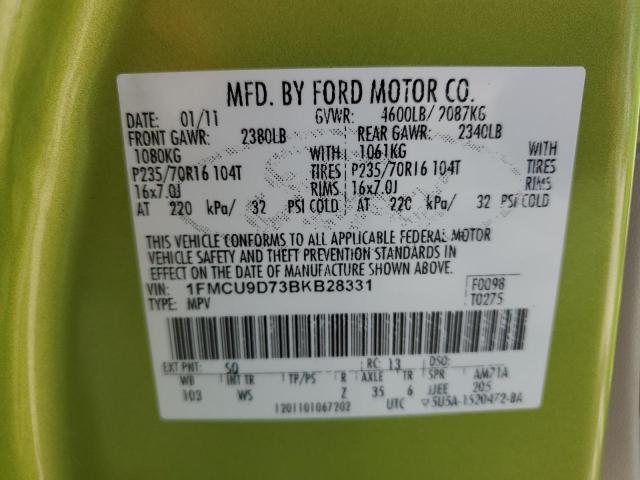 MFD. BY FORD MOTOR CO.
DATE: 01/11 GVWR: 4600LB/ 2087KG
FRONT GAWR: 2380LB REAR GAWR: 2340LB
1080KG WITH 1061KG WITH
P235/70R16 104T TIRES P235/70R16 104T TIRES
16x7.0J RIMS 16x7.0J RIMS
AT 220 kPa/ 32 PSI COLD AT 220 kPa/ 32 PSI COLD
THIS VEHICLE CONFORMS TO ALL APPLICABLE FEDERAL MOTOR
VEHICLE SAFETY AND THEFT PREVENTION STANDARDS IN
EFFECT ON THE DATE OF MANUFACTURE SHOWN ABOVE.
VIN: 1FMCU9D73BKB28331 F0098
TYPE: MPV T0275
EXT PNT: SQ RC: 13 DSO:
WB INT TR TP/PS R AXLE TR SPR AM71A
103 WS Z 35 6 JJEE 205
1201101067202 UTC ▽5U5A-1520472-BA